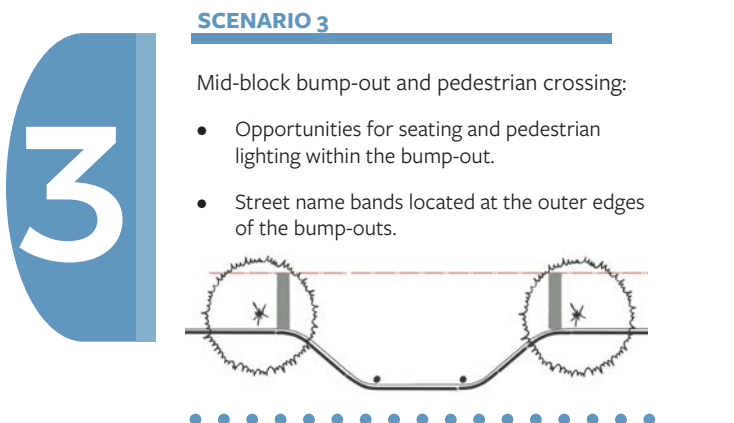 SCENARIO 3
3
Mid-block bump-out and pedestrian crossing:
● Opportunities for seating and pedestrian
lighting within the bump-out.
● Street name bands located at the outer edges
of the bump-outs.